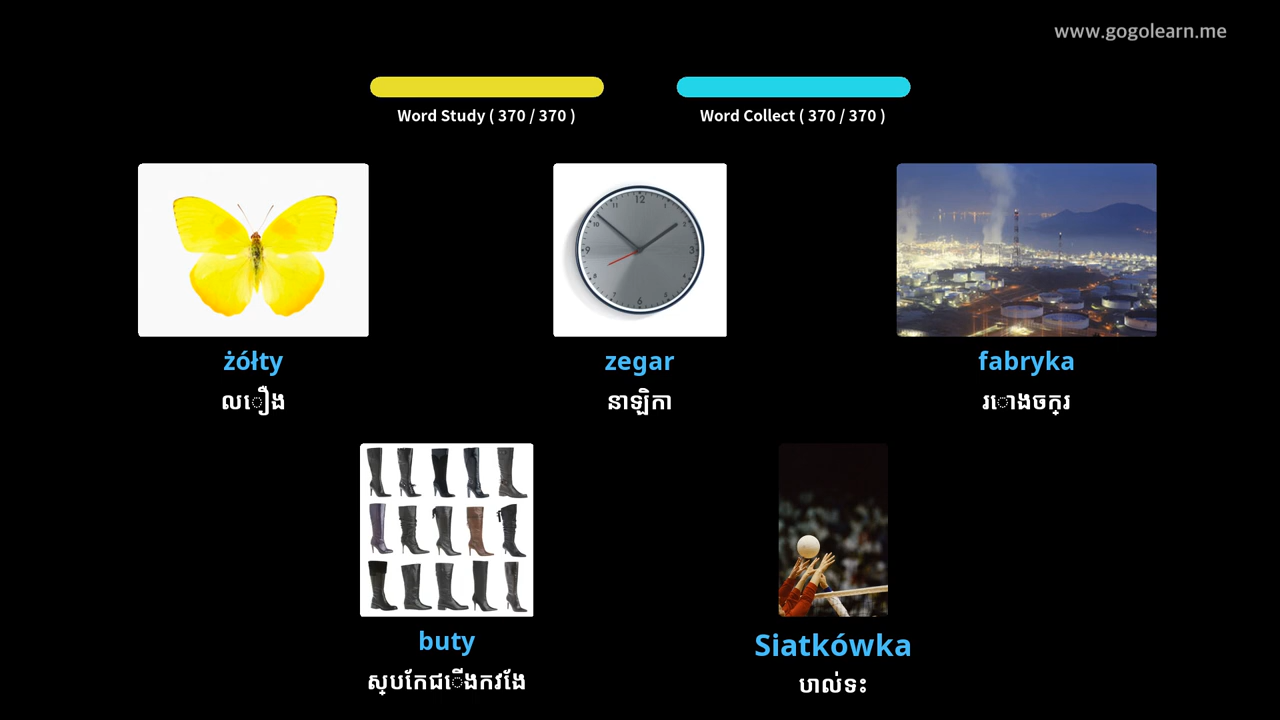 www.gogolearn.me
Word Study ( 370 / 370 )
Word Collect ( 370 / 370 )
żółty
zegar
fabryka
លឿង
នាឡិកា
រោងចក្រ
buty
Siatkówka
ស្បែកជើងកវែង
បាល់ទះ